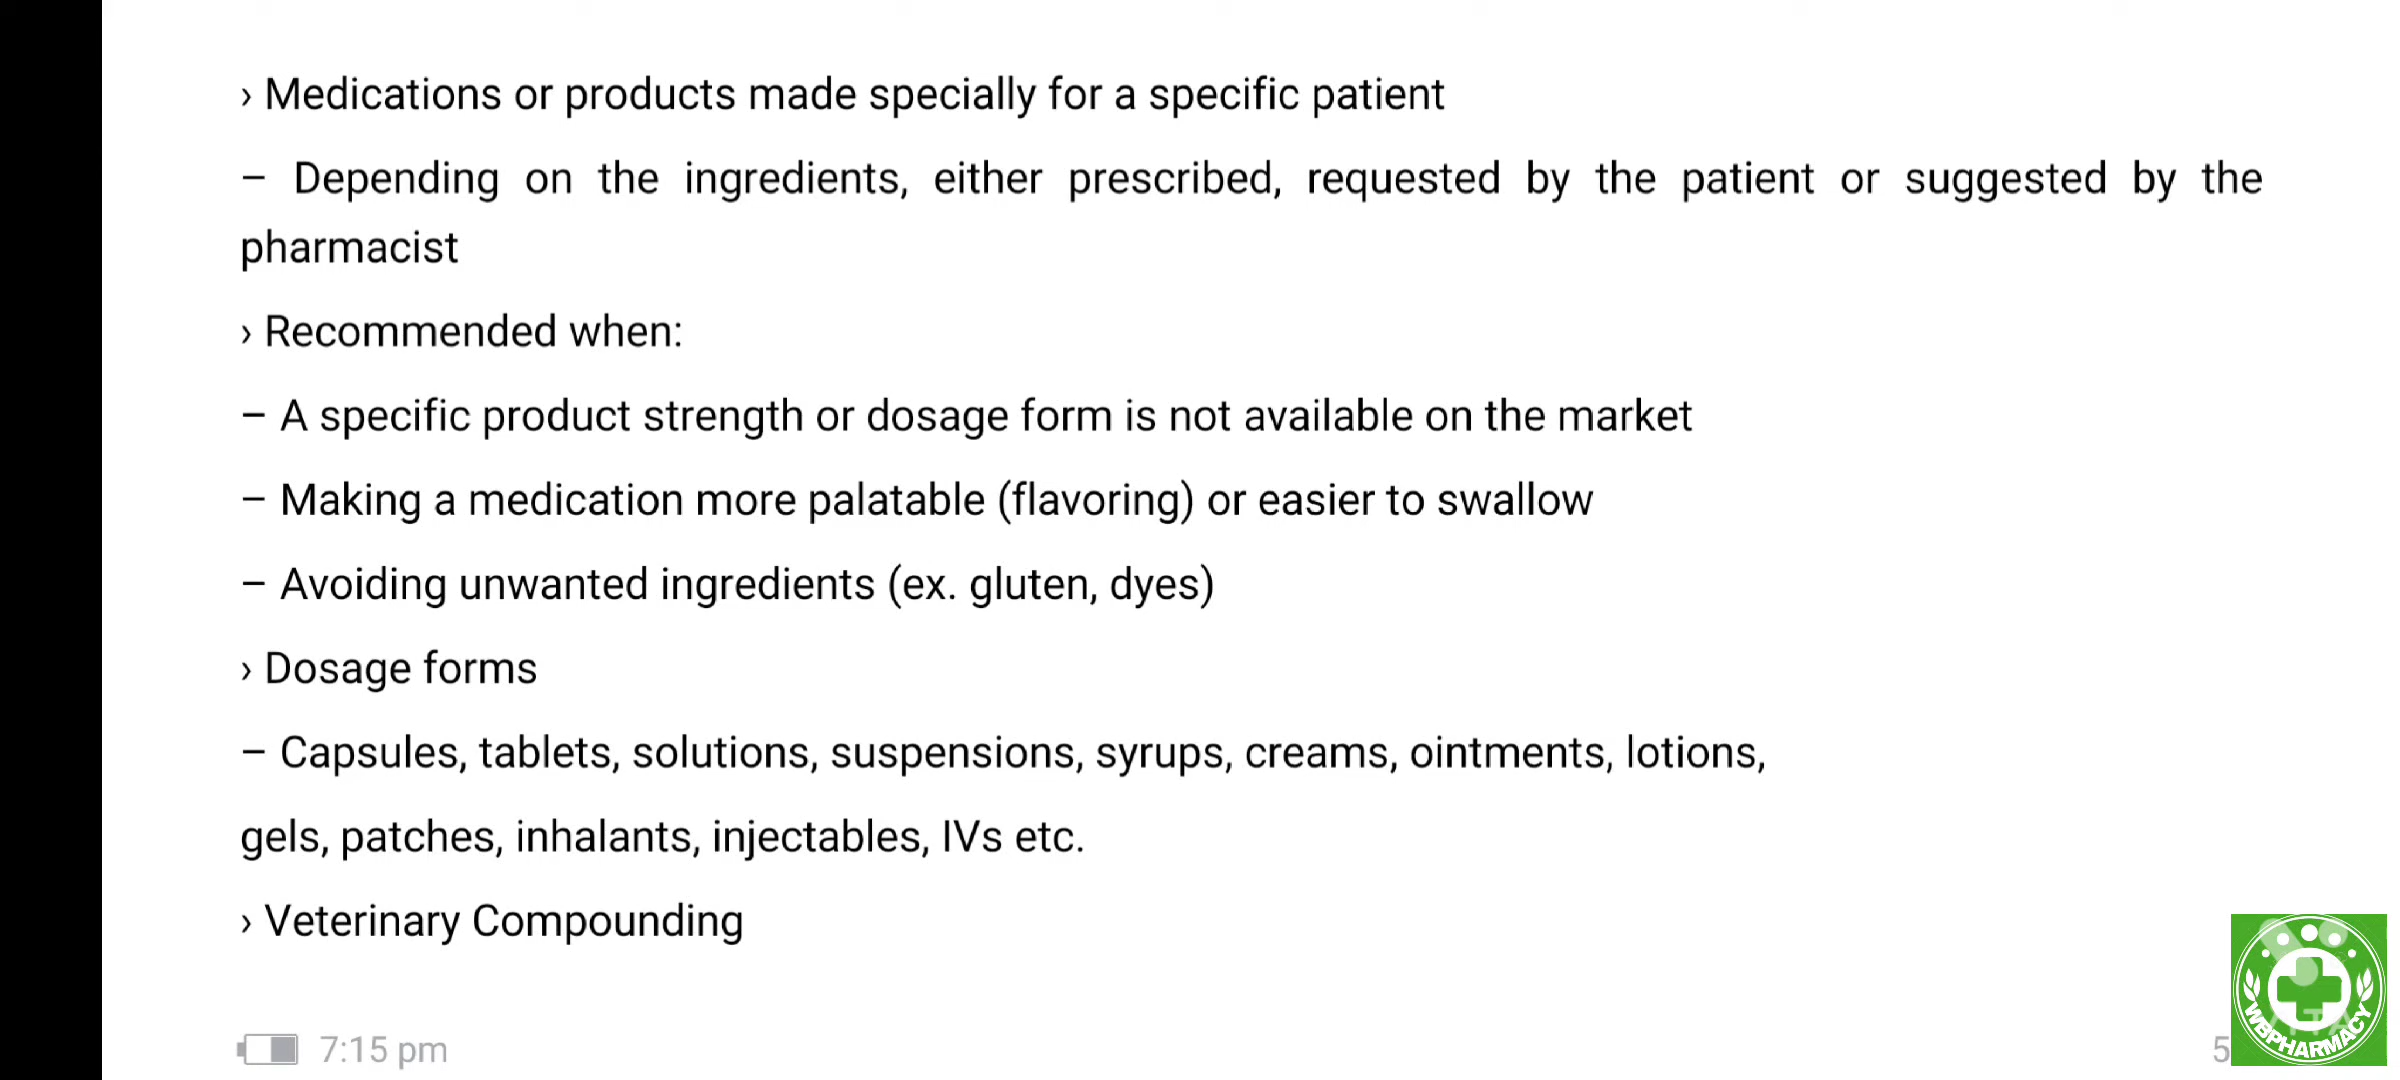 › Medications or products made specially for a specific patient
– Depending on the ingredients, either prescribed, requested by the patient or suggested by the
pharmacist
› Recommended when:
– A specific product strength or dosage form is not available on the market
– Making a medication more palatable (flavoring) or easier to swallow
– Avoiding unwanted ingredients (ex. gluten, dyes)
› Dosage forms
– Capsules, tablets, solutions, suspensions, syrups, creams, ointments, lotions,
gels, patches, inhalants, injectables, IVs etc.
› Veterinary Compounding
7:15 pm
5
WBPHARMACY